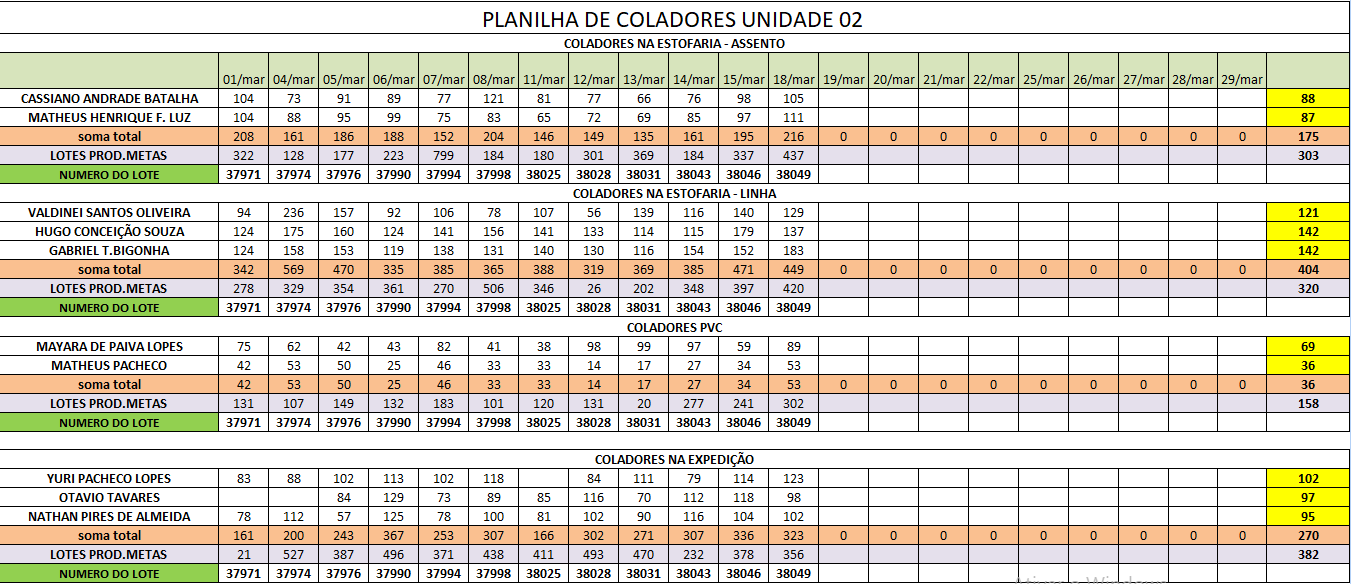 PLANILHA DE COLADORES UNIDADE 02
COLADORES NA ESTOFARIA - ASSENTO
01/mar 04/mar 05/mar 06/mar 07/mar 08/mar 11/mar 12/mar 13/mar 14/mar 15/mar 18/mar 19/mar 20/mar 21/mar 22/mar 25/mar 26/mar 27/mar 28/mar 29/mar
CASSIANO ANDRADE BATALHA 104 73 91 89 77 121 81 77 66 76 98 105 88
MATHEUS HENRIQUE F. LUZ 104 88 95 99 75 83 65 72 69 85 97 111 87
soma total 208 161 186 188 152 204 146 149 135 161 195 216 0 0 0 0 0 0 0 0 0 175
LOTES PROD.METAS 322 128 177 223 799 184 180 301 369 184 337 437 303
NUMERO DO LOTE 37971 37974 37976 37990 37994 37998 38025 38028 38031 38043 38046 38049
COLADORES NA ESTOFARIA - LINHA
VALDINEI SANTOS OLIVEIRA 94 236 157 92 106 78 107 56 139 116 140 129 121
HUGO CONCEIÇÃO SOUZA 124 175 160 124 141 156 141 133 114 115 179 137 142
GABRIEL T.BIGONHA 124 158 153 119 138 131 140 130 116 154 152 183 142
soma total 342 569 470 335 385 365 388 319 369 385 471 449 0 0 0 0 0 0 0 0 0 404
LOTES PROD.METAS 278 329 354 361 270 506 346 26 202 348 397 420 320
NUMERO DO LOTE 37971 37974 37976 37990 37994 37998 38025 38028 38031 38043 38046 38049
COLADORES PVC
MAYARA DE PAIVA LOPES 75 62 42 43 82 41 38 98 99 97 59 89 69
MATHEUS PACHECO 42 53 50 25 46 33 33 14 17 27 34 53 36
soma total 42 53 50 25 46 33 33 14 17 27 34 53 0 0 0 0 0 0 0 0 0 36
LOTES PROD.METAS 131 107 149 132 183 101 120 131 20 277 241 302 158
NUMERO DO LOTE 37971 37974 37976 37990 37994 37998 38025 38028 38031 38043 38046 38049
COLADORES NA EXPEDIÇÃO
YURI PACHECO LOPES 83 88 102 113 102 118 84 111 79 114 123 102
OTAVIO TAVARES 84 129 73 89 85 116 70 112 118 98 97
NATHAN PIRES DE ALMEIDA 78 112 57 125 78 100 81 102 90 116 104 102 95
soma total 161 200 243 367 253 307 166 302 271 307 336 323 0 0 0 0 0 0 0 0 0 270
LOTES PROD.METAS 21 527 387 496 371 438 411 493 470 232 378 356 382
NUMERO DO LOTE 37971 37974 37976 37990 37994 37998 38025 38028 38031 38043 38046 38049